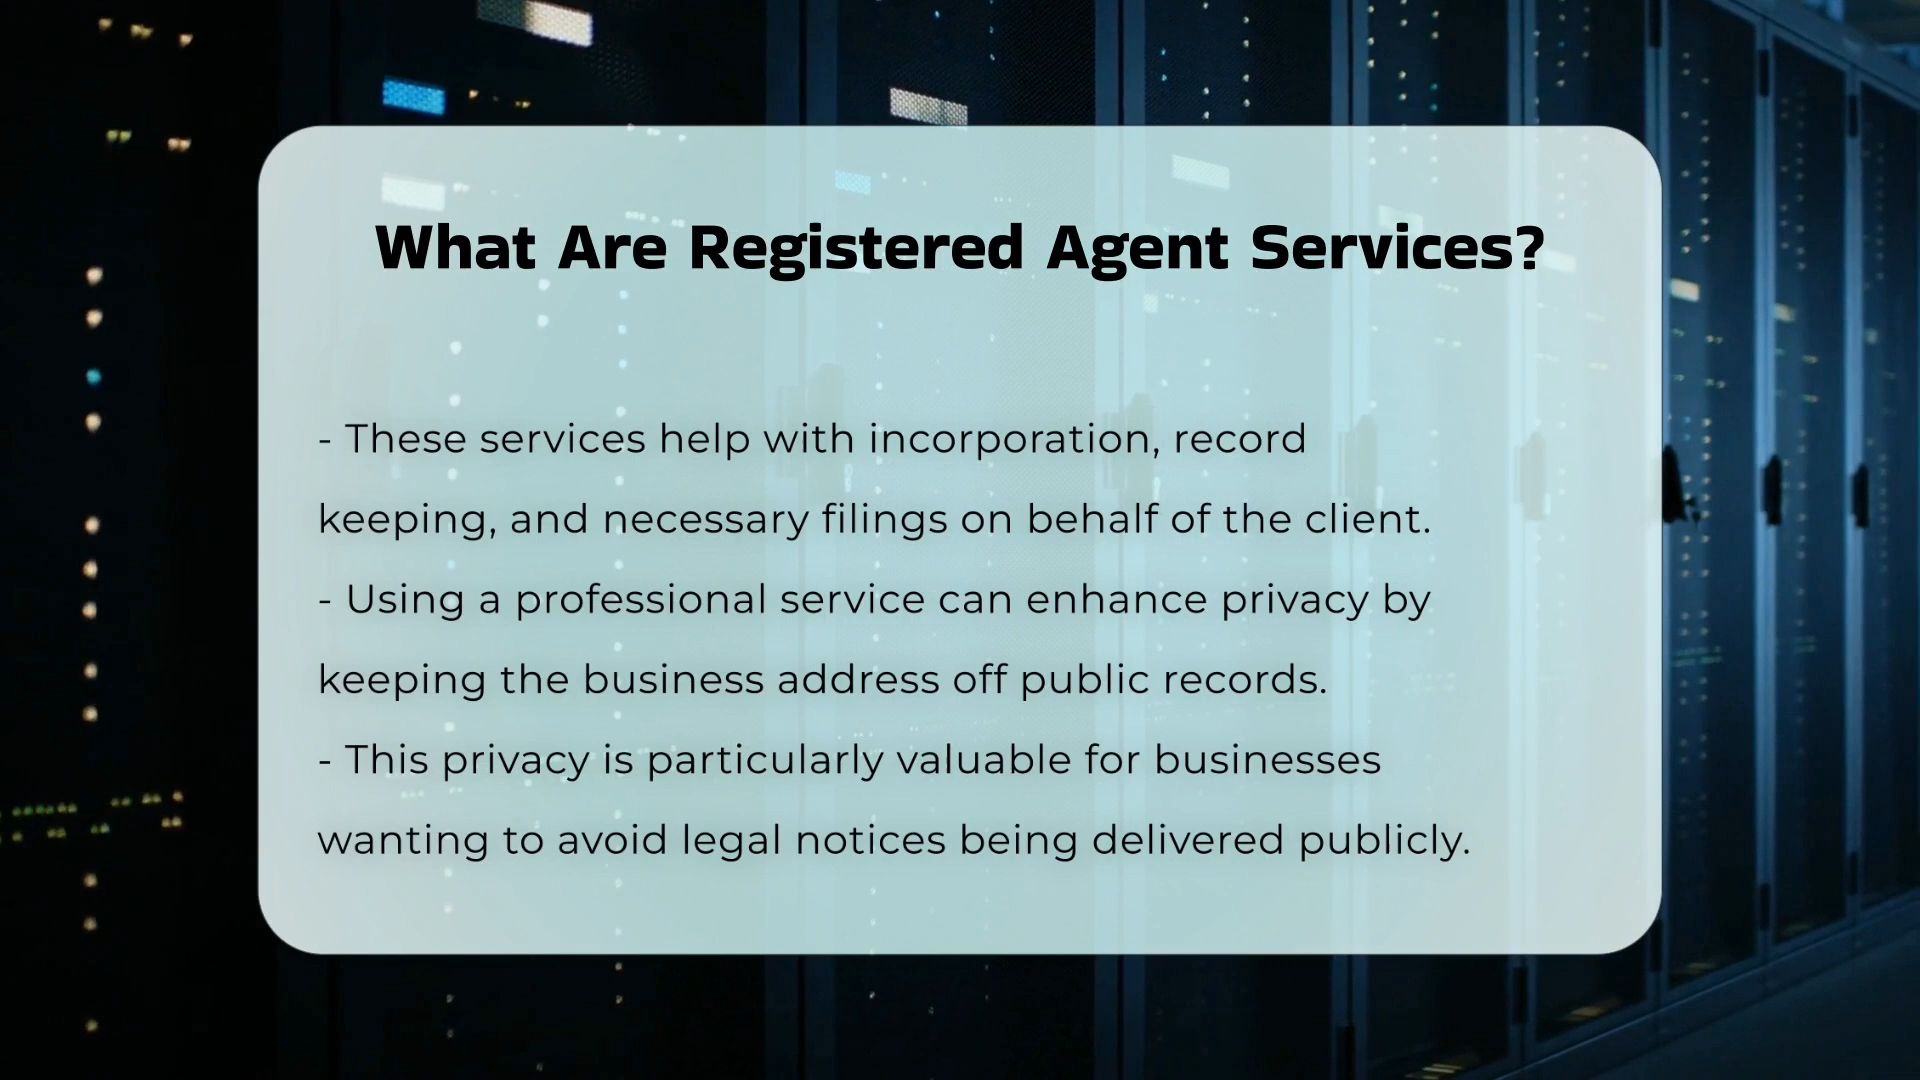 What Are Registered Agent Services?
- These services help with incorporation, record
keeping, and necessary filings on behalf of the client.
- Using a professional service can enhance privacy by
keeping the business address off public records.
- This privacy is particularly valuable for businesses
wanting to avoid legal notices being delivered publicly.